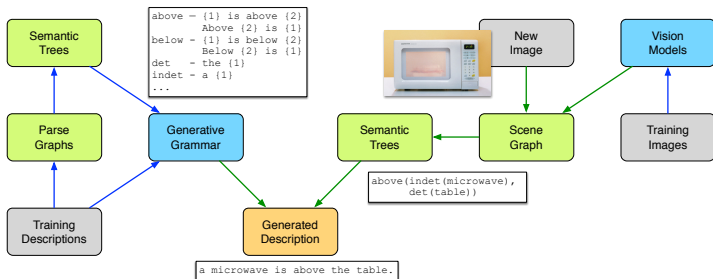 above – {1} is above {2}
Above {2} is {1}
below - {1} is below {2}
Below {2} is {1}
det - the {1}
indet - a {1}
...
Semantic
Trees
New
Image
Vision
Models
Parse
Graphs
Generative
Grammar
Semantic
Trees
Scene
Graph
Training
Images
above(indet(microwave),
det(table))
Training
Descriptions
Generated
Description
a microwave is above the table.